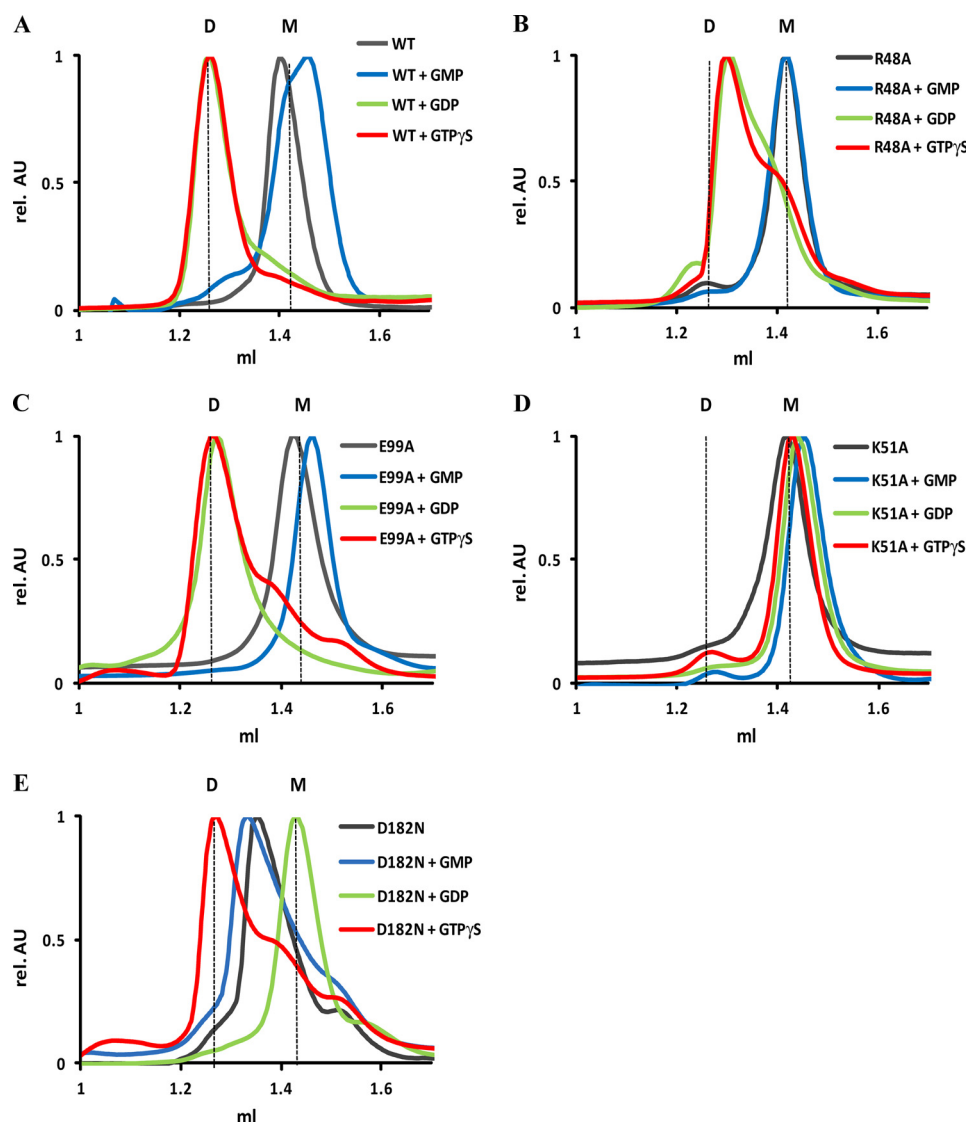 A
D M
WT
WT + GMP
WT + GDP
WT + GTPγS
rel. AU
1
0.5
0
1 1.2 1.4 1.6
ml
B
D M
R48A
R48A + GMP
R48A + GDP
R48A + GTPγS
rel. AU
1
0.5
0
1 1.2 1.4 1.6
ml
C
D M
E99A
E99A + GMP
E99A + GDP
E99A + GTPγS
rel. AU
1
0.5
0
1 1.2 1.4 1.6
ml
D
D M
K51A
K51A + GMP
K51A + GDP
K51A + GTPγS
rel. AU
1
0.5
0
1 1.2 1.4 1.6
ml
E
D M
D182N
D182N + GMP
D182N + GDP
D182N + GTPγS
rel. AU
1
0.5
0
1 1.2 1.4 1.6
ml